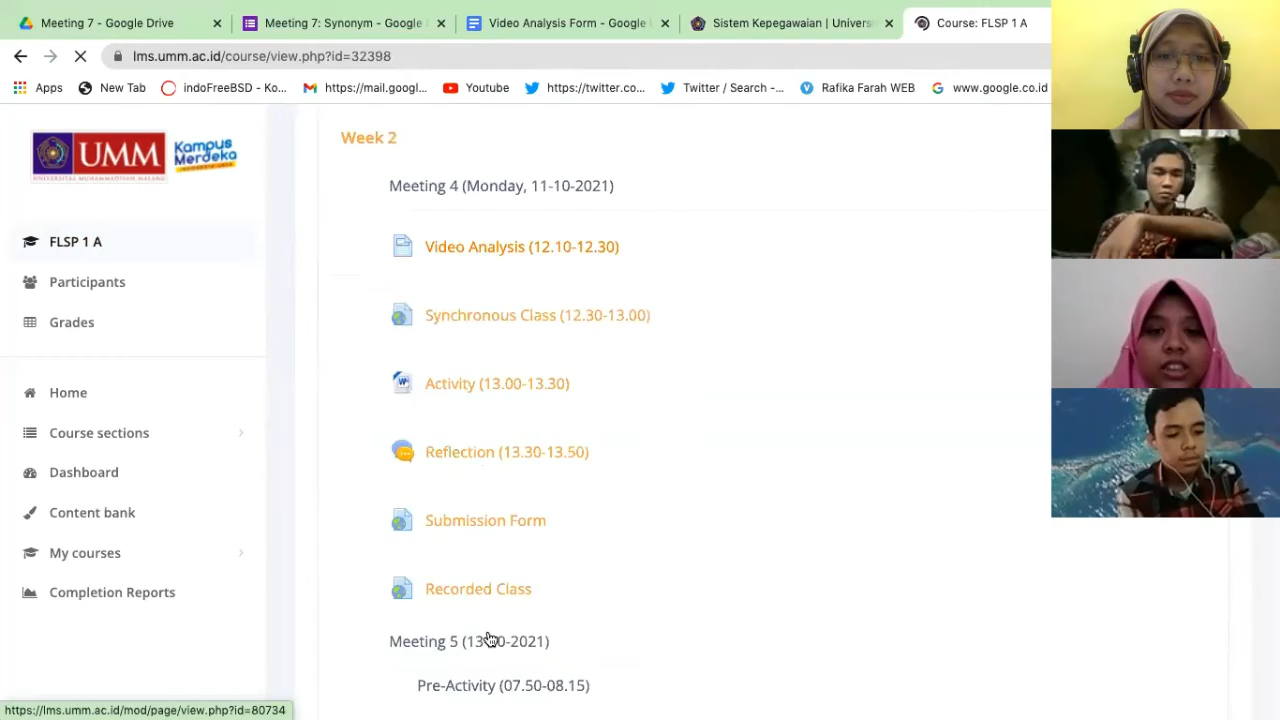 Meeting 7 - Google Drive
Meeting 7: Synonym - Google
Video Analysis Form - Google
Sistem Kepegawaian | Univers
Course: FLSP 1 A
lms.umm.ac.id/course/view.php?id=32398
Apps
New Tab
indoFreeBSD - Ko...
https://mail.googl...
Youtube
https://twitter.co...
Twitter / Search -...
Rafika Farah WEB
www.google.co.id
UMM
UNIVERSITAS MUHAMMADIYAH MALANG
Kampus
Merdeka
FLSP 1 A
Participants
Grades
Home
Course sections
Dashboard
Content bank
My courses
Completion Reports
Week 2
Meeting 4 (Monday, 11-10-2021)
Video Analysis (12.10-12.30)
Synchronous Class (12.30-13.00)
Activity (13.00-13.30)
Reflection (13.30-13.50)
Submission Form
Recorded Class
Meeting 5 (13-10-2021)
Pre-Activity (07.50-08.15)
https://lms.umm.ac.id/mod/page/view.php?id=80734